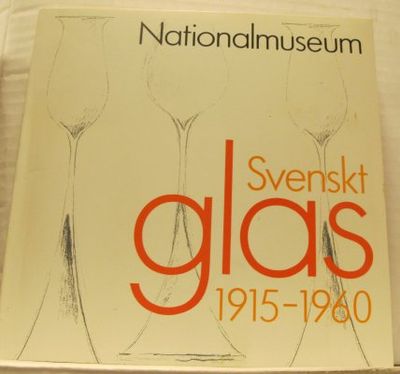 Nationalmuseum
Svenskt
glas
1915-1960